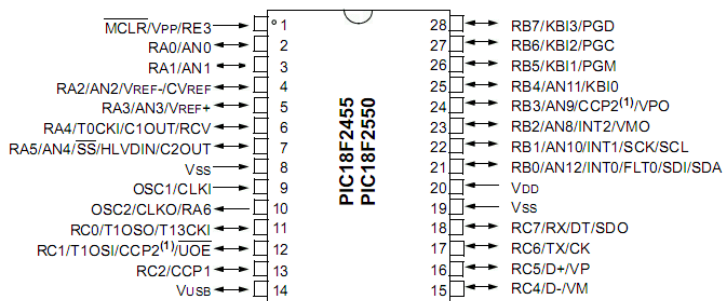 MCLR/VPP/RE3 1 28 RB7/KBI3/PGD
RA0/AN0 2 27 RB6/KBI2/PGC
RA1/AN1 3 26 RB5/KBI1/PGM
RA2/AN2/VREF-/CVREF 4 25 RB4/AN11/KBI0
RA3/AN3/VREF+ 5 24 RB3/AN9/CCP2(1)/VPO
RA4/T0CKI/C1OUT/RCV 6 23 RB2/AN8/INT2/VMO
RA5/AN4/SS/HLVDIN/C2OUT 7 22 RB1/AN10/INT1/SCK/SCL
VSS 8 21 RB0/AN12/INT0/FLT0/SDI/SDA
OSC1/CLKI 9 20 VDD
OSC2/CLKO/RA6 10 19 VSS
RC0/T1OSO/T13CKI 11 18 RC7/RX/DT/SDO
RC1/T1OSI/CCP2(1)/UOE 12 17 RC6/TX/CK
RC2/CCP1 13 16 RC5/D+/VP
VUSB 14 15 RC4/D-/VM
PIC18F2455
PIC18F2550